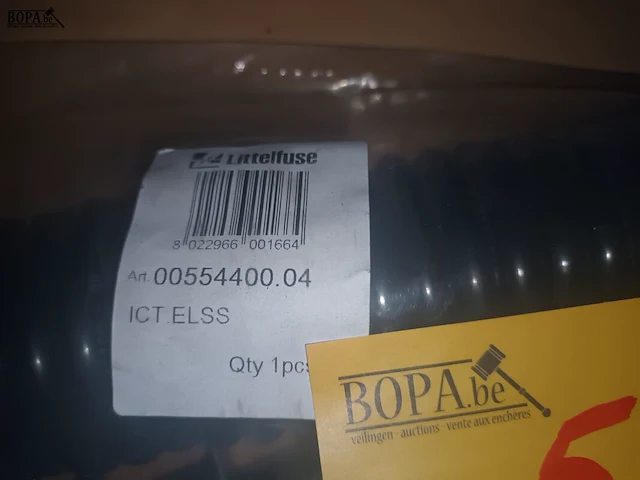 BOPA.be
Littelfuse
8 022966 001664
Art. 00554400.04
ICT ELSS
Qty 1pcs
BOPA.be
veilingen - auctions - vente aux enchères